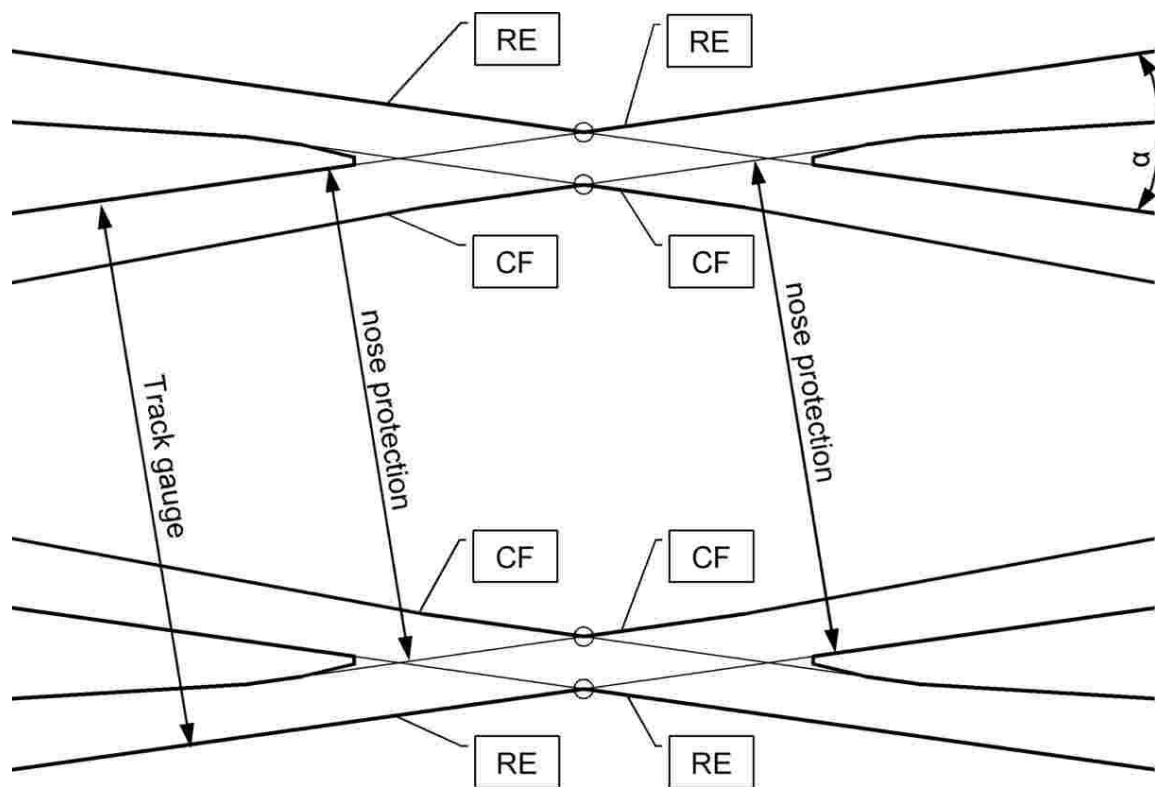 RE
RE
α
CF
CF
nose protection
nose protection
Track gauge
CF
CF
RE
RE